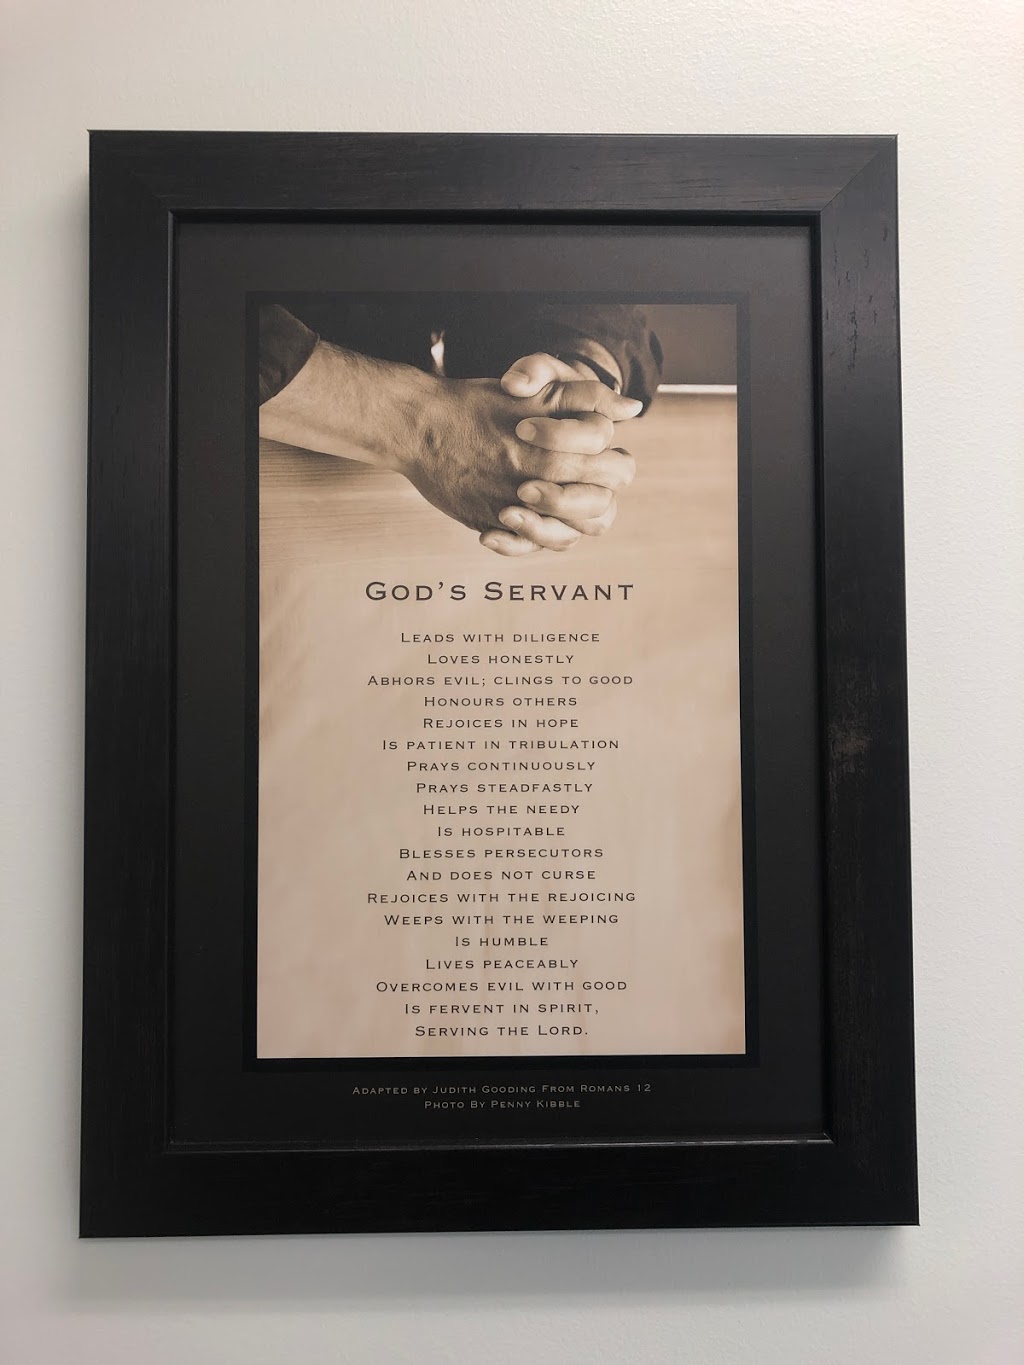 God's Servant
Leads with diligence
Loves honestly
Abhors evil; clings to good
Honours others
Rejoices in hope
Is patient in tribulation
Prays continuously
Prays steadfastly
Helps the needy
Is hospitable
Blesses persecutors
And does not curse
Rejoices with the rejoicing
Weeps with the weeping
Is humble
Lives peaceably
Overcomes evil with good
Is fervent in spirit,
Serving the Lord.
Adapted by Judith Gooding From Romans 12
Photo By Penny Kibble